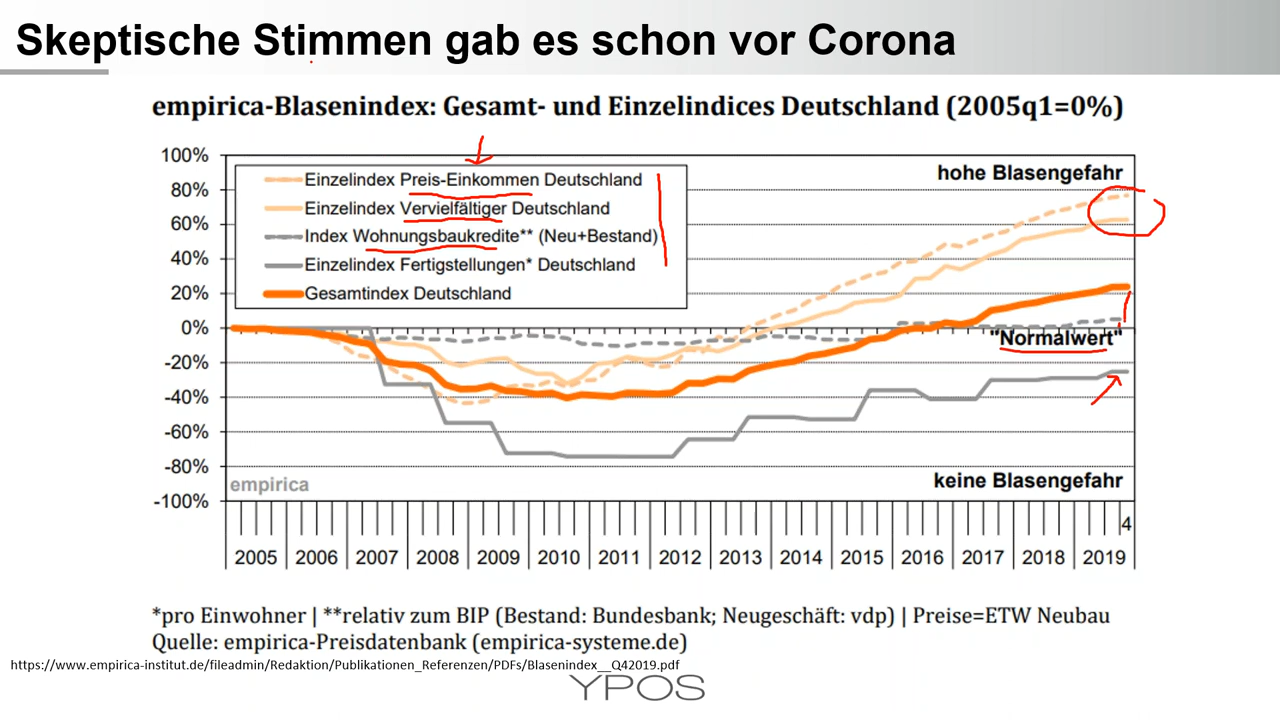 Skeptische Stimmen gab es schon vor Corona
empirica-Blasenindex: Gesamt- und Einzelindices Deutschland (2005q1=0%)
100%
80%
60%
40%
20%
0%
-20%
-40%
-60%
-80%
-100%
Einzelindex Preis-Einkommen Deutschland
Einzelindex Vervielfältiger Deutschland
Index Wohnungsbaukredite** (Neu+Bestand)
Einzelindex Fertigstellungen* Deutschland
Gesamtindex Deutschland
hohe Blasengefahr
"Normalwert"
keine Blasengefahr
empirica
4
2005 2006 2007 2008 2009 2010 2011 2012 2013 2014 2015 2016 2017 2018 2019
*pro Einwohner | **relativ zum BIP (Bestand: Bundesbank; Neugeschäft: vdp) | Preise=ETW Neubau
Quelle: empirica-Preisdatenbank (empirica-systeme.de)
https://www.empirica-institut.de/fileadmin/Redaktion/Publikationen_Referenzen/PDFs/Blasenindex__Q42019.pdf
YPOS